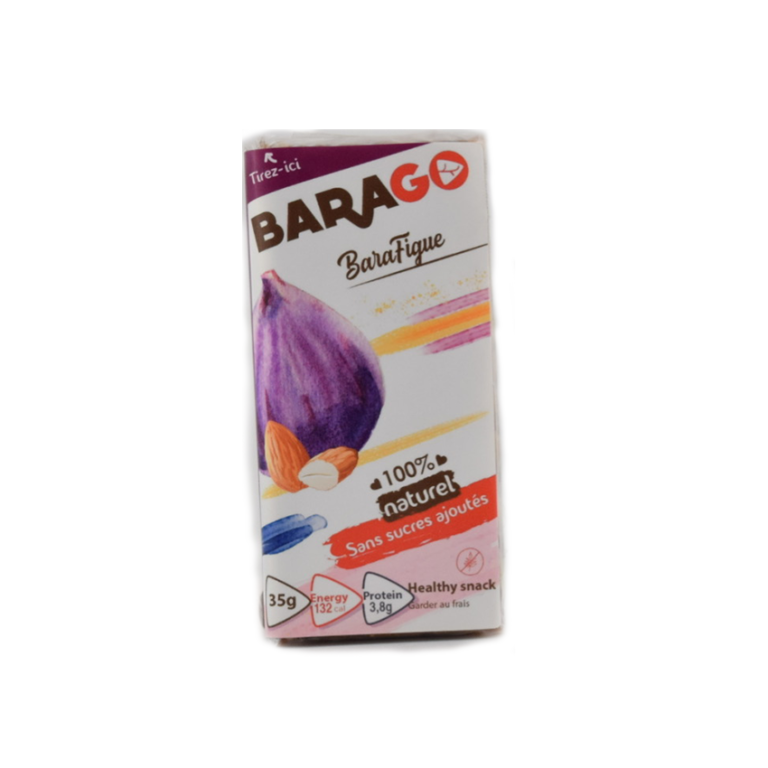 Tirez-ici
BARAGO
BaraFigue
100%
naturel
Sans sucres ajoutés
35g
Energy
132 cal
Protein
3,8g
Healthy snack
Garder au frais